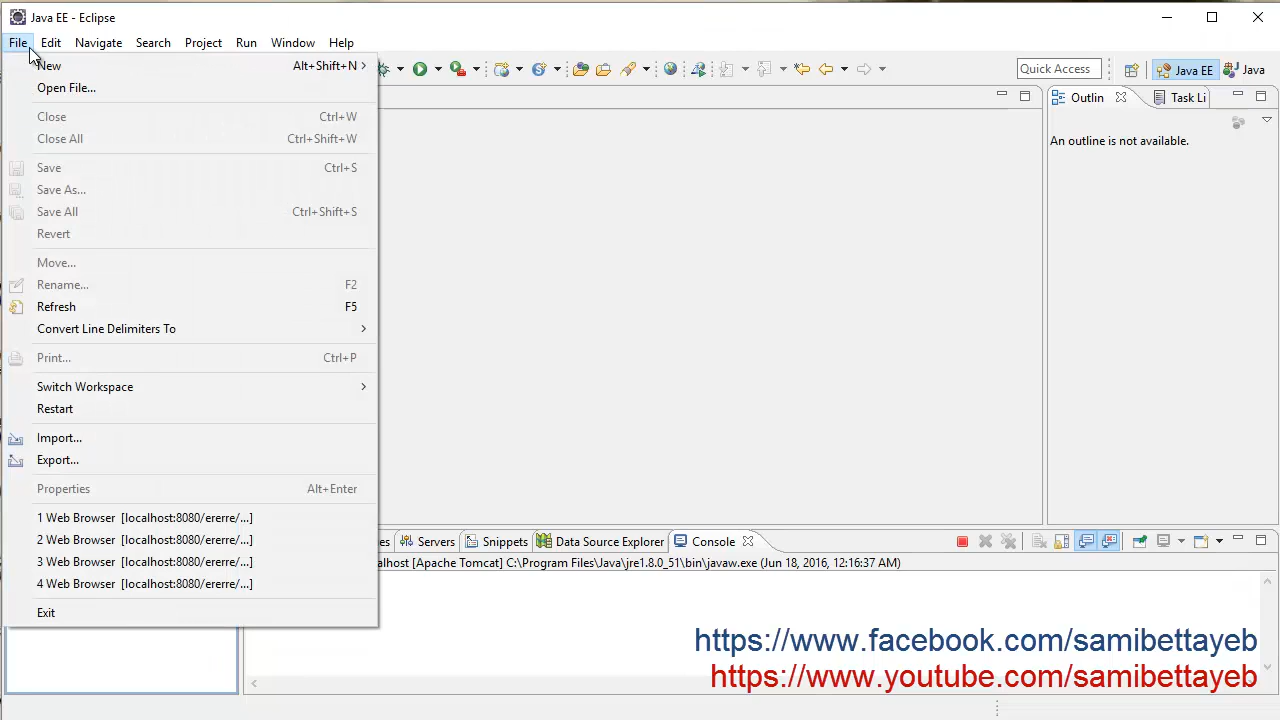 Java EE - Eclipse
File Edit Navigate Search Project Run Window Help
New Alt+Shift+N
Open File...
Close Ctrl+W
Close All Ctrl+Shift+W
Save Ctrl+S
Save As...
Save All Ctrl+Shift+S
Revert
Move...
Rename... F2
Refresh F5
Convert Line Delimiters To
Print... Ctrl+P
Switch Workspace
Restart
Import...
Export...
Properties Alt+Enter
1 Web Browser [localhost:8080/ererre/...]
2 Web Browser [localhost:8080/ererre/...]
3 Web Browser [localhost:8080/ererre/...]
4 Web Browser [localhost:8080/ererre/...]
Exit
Quick Access Java EE Java
Outlin Task Li
An outline is not available.
es Servers Snippets Data Source Explorer Console
lhost [Apache Tomcat] C:\Program Files\Java\jre1.8.0_51\bin\javaw.exe (Jun 18, 2016, 12:16:37 AM)
https://www.facebook.com/samibettayeb
https://www.youtube.com/samibettayeb